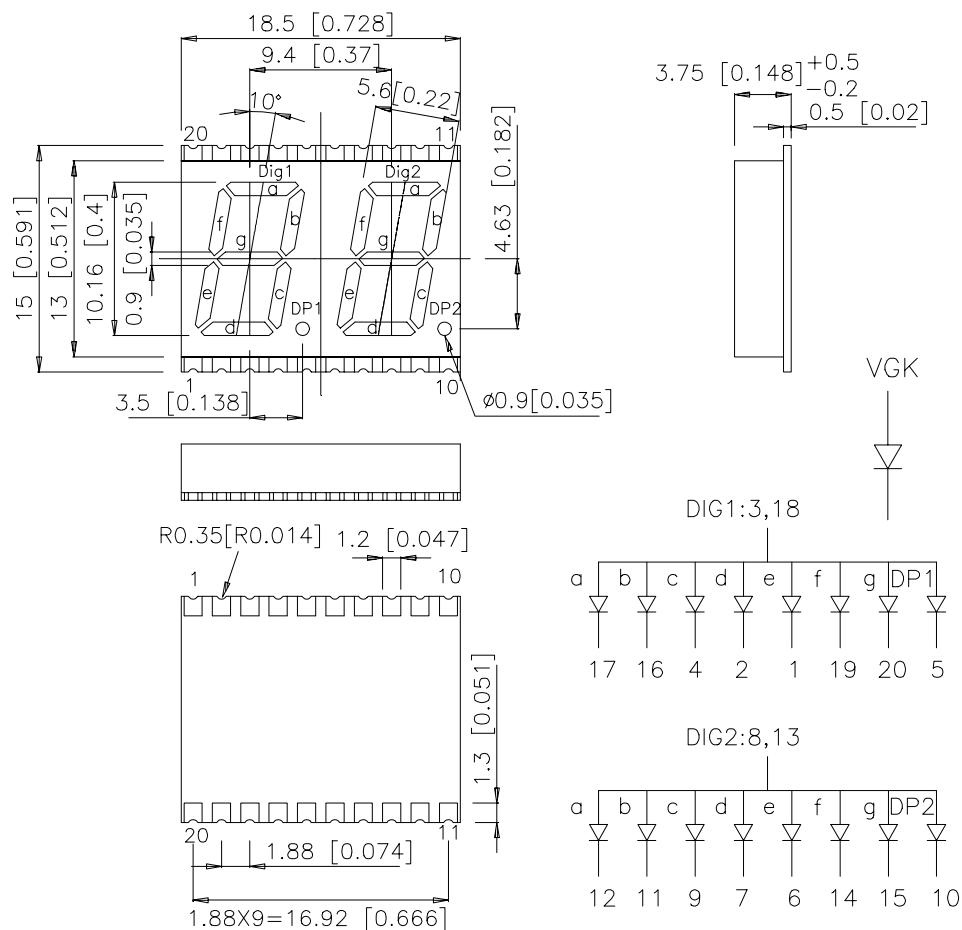 18.5 [0.728]
9.4 [0.37]
5.6[0.22]
10°
20
11
Dig1
Dig2
a
b
c
d
e
f
g
DP1
a
b
c
d
e
f
g
DP2
15 [0.591]
13 [0.512]
10.16 [0.4]
0.9 [0.035]
4.63 [0.182]
1
10
3.5 [0.138]
ø0.9[0.035]
3.75 [0.148]+0.5
-0.2
0.5 [0.02]
VGK
R0.35[R0.014]
1.2 [0.047]
1
10
1.3 [0.051]
20
11
1.88 [0.074]
1.88X9=16.92 [0.666]
DIG1:3,18
a b c d e f g DP1
17 16 4 2 1 19 20 5
DIG2:8,13
a b c d e f g DP2
12 11 9 7 6 14 15 10